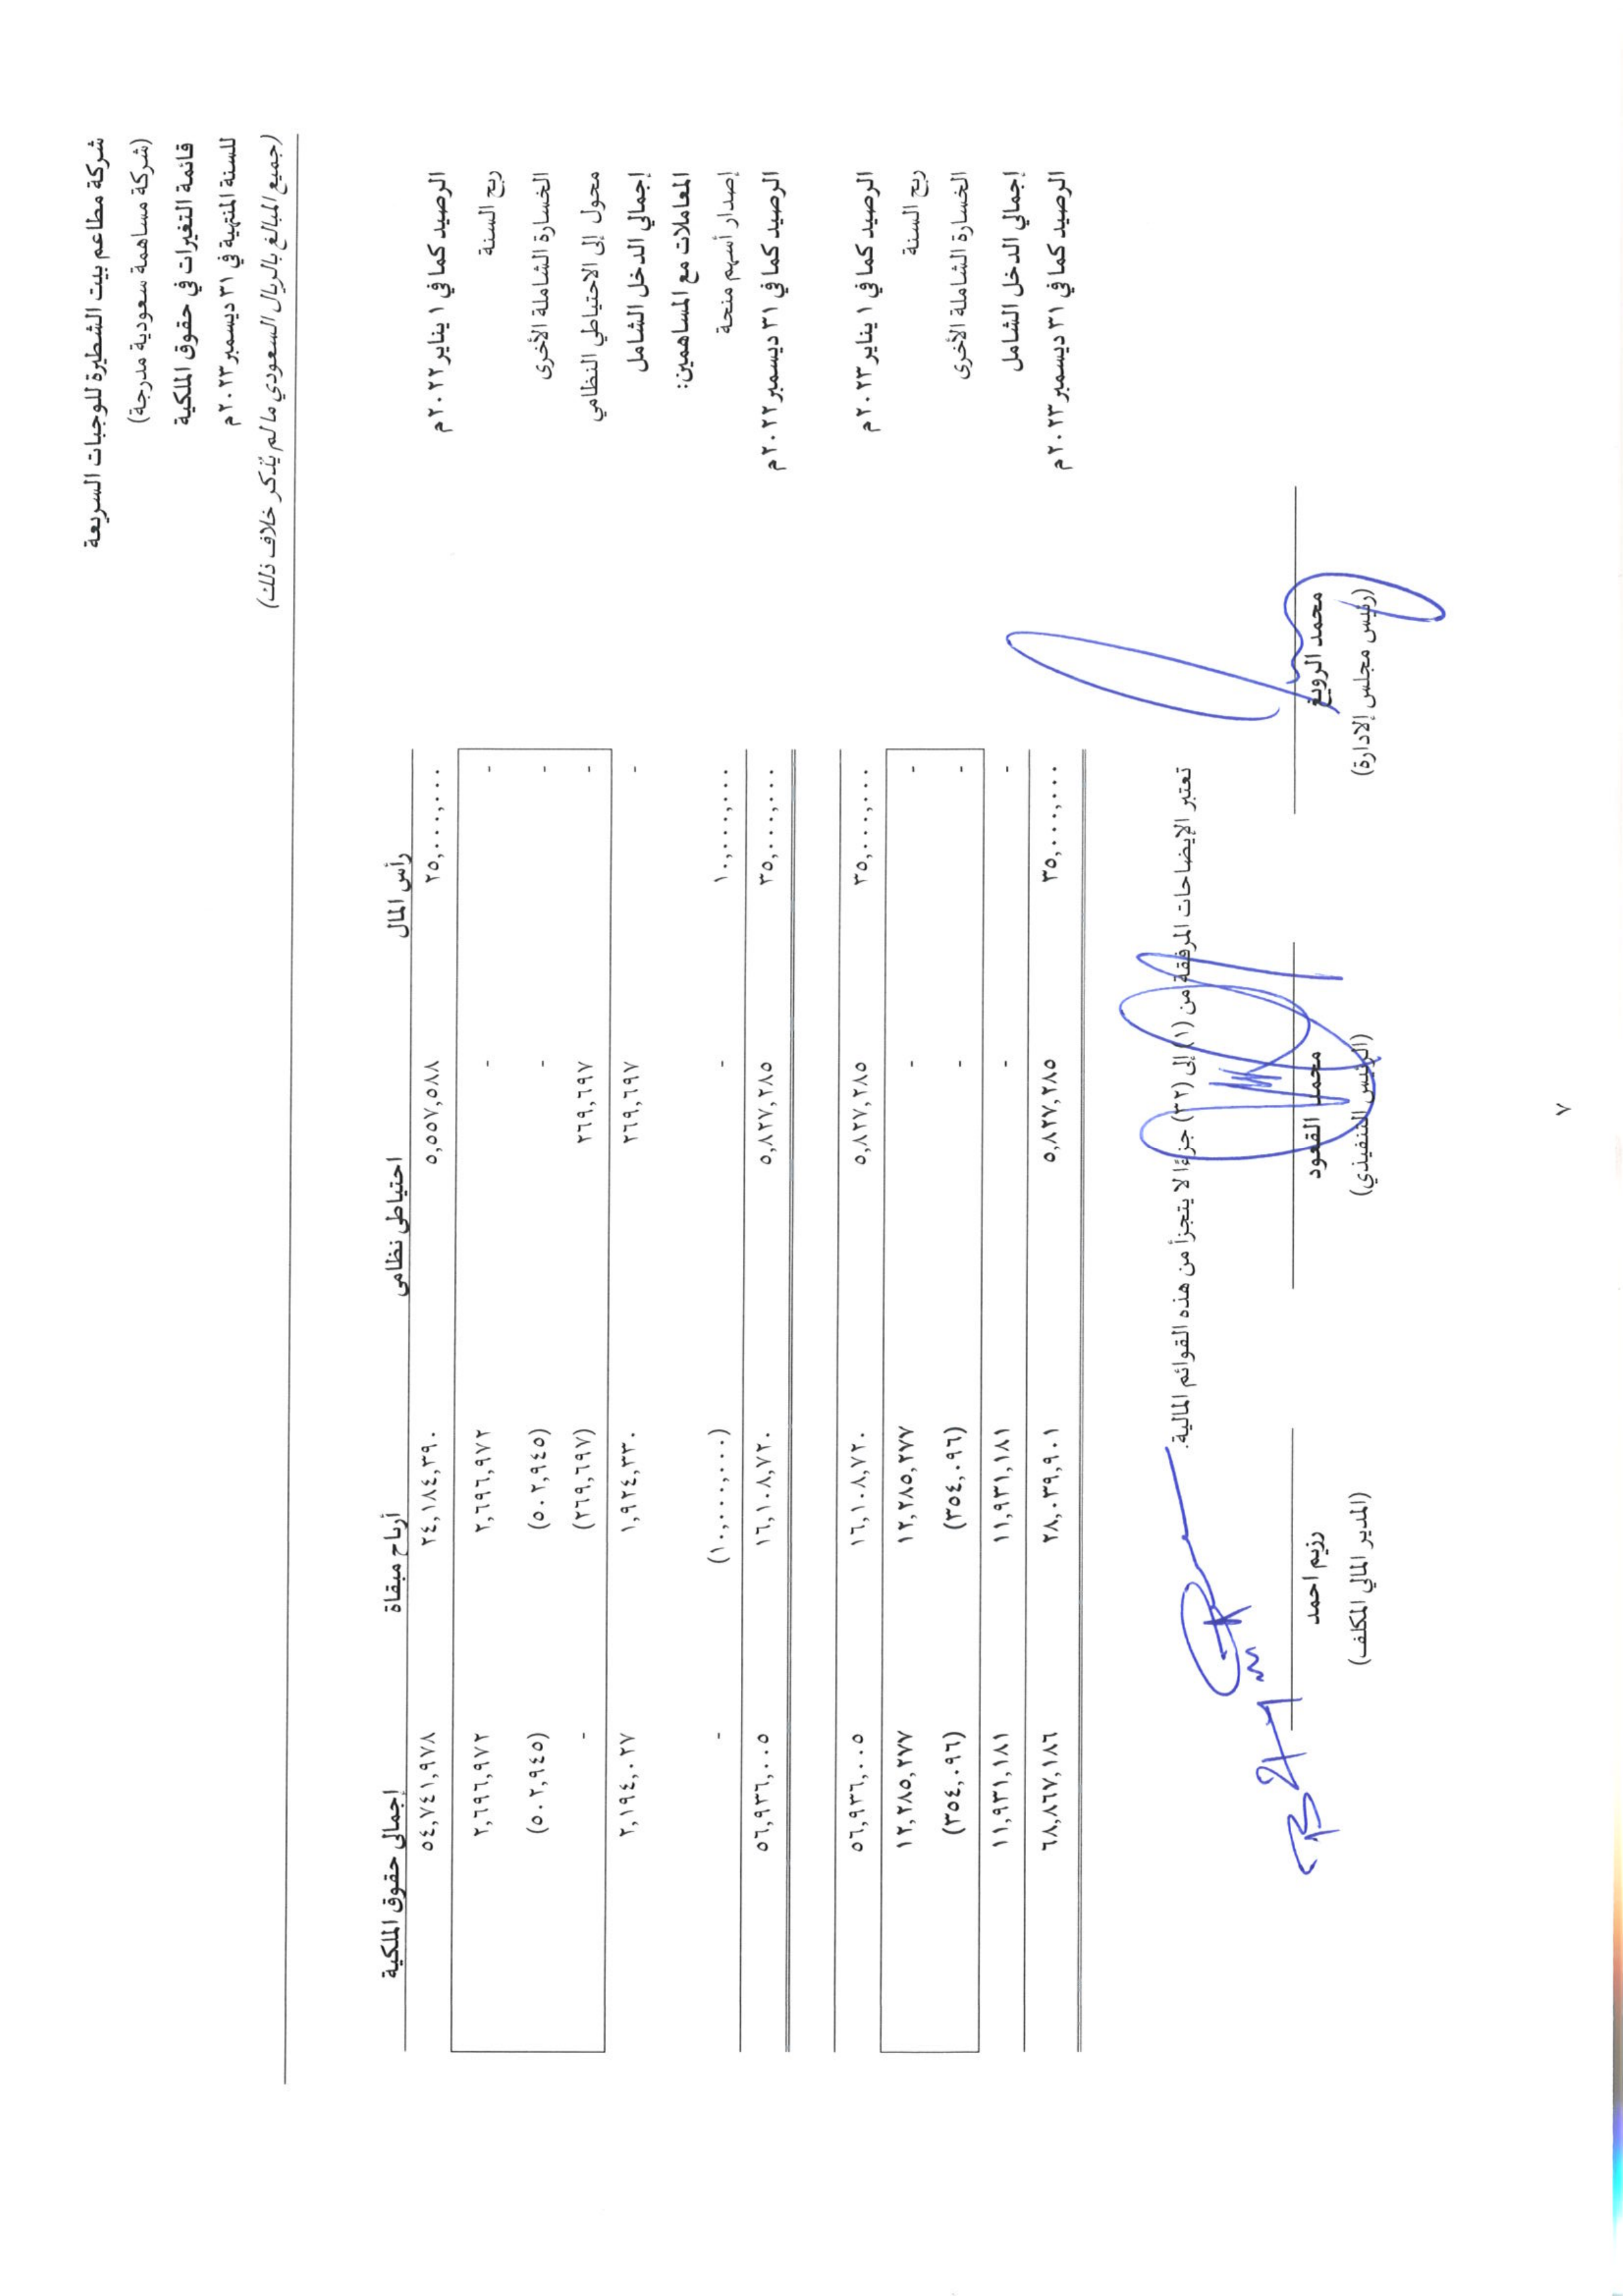 شركة مطاعم بيت الشطيرة للوجبات السريعة
(شركة مساهمة سعودية مدرجة)
قائمة التغيرات في حقوق الملكية
للسنة المنتهية في ٣١ ديسمبر ٢٠٢٣م
(جميع المبالغ بالريال السعودي ما لم يُذكر خلاف ذلك)
رأس المال احتياطي نظامي أرباح مبقاة إجمالي حقوق الملكية
الرصيد كما في ١ يناير ٢٠٢٢م ٢٥,٠٠٠,٠٠٠ ٥,٥٥٧,٥٨٨ ٢٤,١٨٤,٣٩٠ ٥٤,٧٤١,٩٧٨
ربح السنة - - ٢,٦٩٦,٩٧٢ ٢,٦٩٦,٩٧٢
الخسارة الشاملة الأخرى - - (٥٠٢,٩٤٥) (٥٠٢,٩٤٥)
محول إلى الاحتياطي النظامي - ٢٦٩,٦٩٧ (٢٦٩,٦٩٧) -
إجمالي الدخل الشامل - ٢٦٩,٦٩٧ ١,٩٢٤,٣٣٠ ٢,١٩٤,٠٢٧
المعاملات مع المساهمين:
إصدار أسهم منحة ١٠,٠٠٠,٠٠٠ - (١٠,٠٠٠,٠٠٠) -
الرصيد كما في ٣١ ديسمبر ٢٠٢٢م ٣٥,٠٠٠,٠٠٠ ٥,٨٢٧,٢٨٥ ١٦,١٠٨,٧٢٠ ٥٦,٩٣٦,٠٠٥
الرصيد كما في ١ يناير ٢٠٢٣م ٣٥,٠٠٠,٠٠٠ ٥,٨٢٧,٢٨٥ ١٦,١٠٨,٧٢٠ ٥٦,٩٣٦,٠٠٥
ربح السنة - - ١٢,٢٨٥,٢٧٧ ١٢,٢٨٥,٢٧٧
الخسارة الشاملة الأخرى - - (٣٥٤,٠٩٦) (٣٥٤,٠٩٦)
إجمالي الدخل الشامل - - ١١,٩٣١,١٨١ ١١,٩٣١,١٨١
الرصيد كما في ٣١ ديسمبر ٢٠٢٣م ٣٥,٠٠٠,٠٠٠ ٥,٨٢٧,٢٨٥ ٢٨,٠٣٩,٩٠١ ٦٨,٨٦٧,١٨٦
تعتبر الإيضاحات المرفقة من (١) إلى (٣٢) جزءًا لا يتجزأ من هذه القوائم المالية.
محمد الرويغ محمد القعود رزيم احمد
(رئيس مجلس الإدارة) (الرئيس التنفيذي) (المدير المالي المكلف)
٧